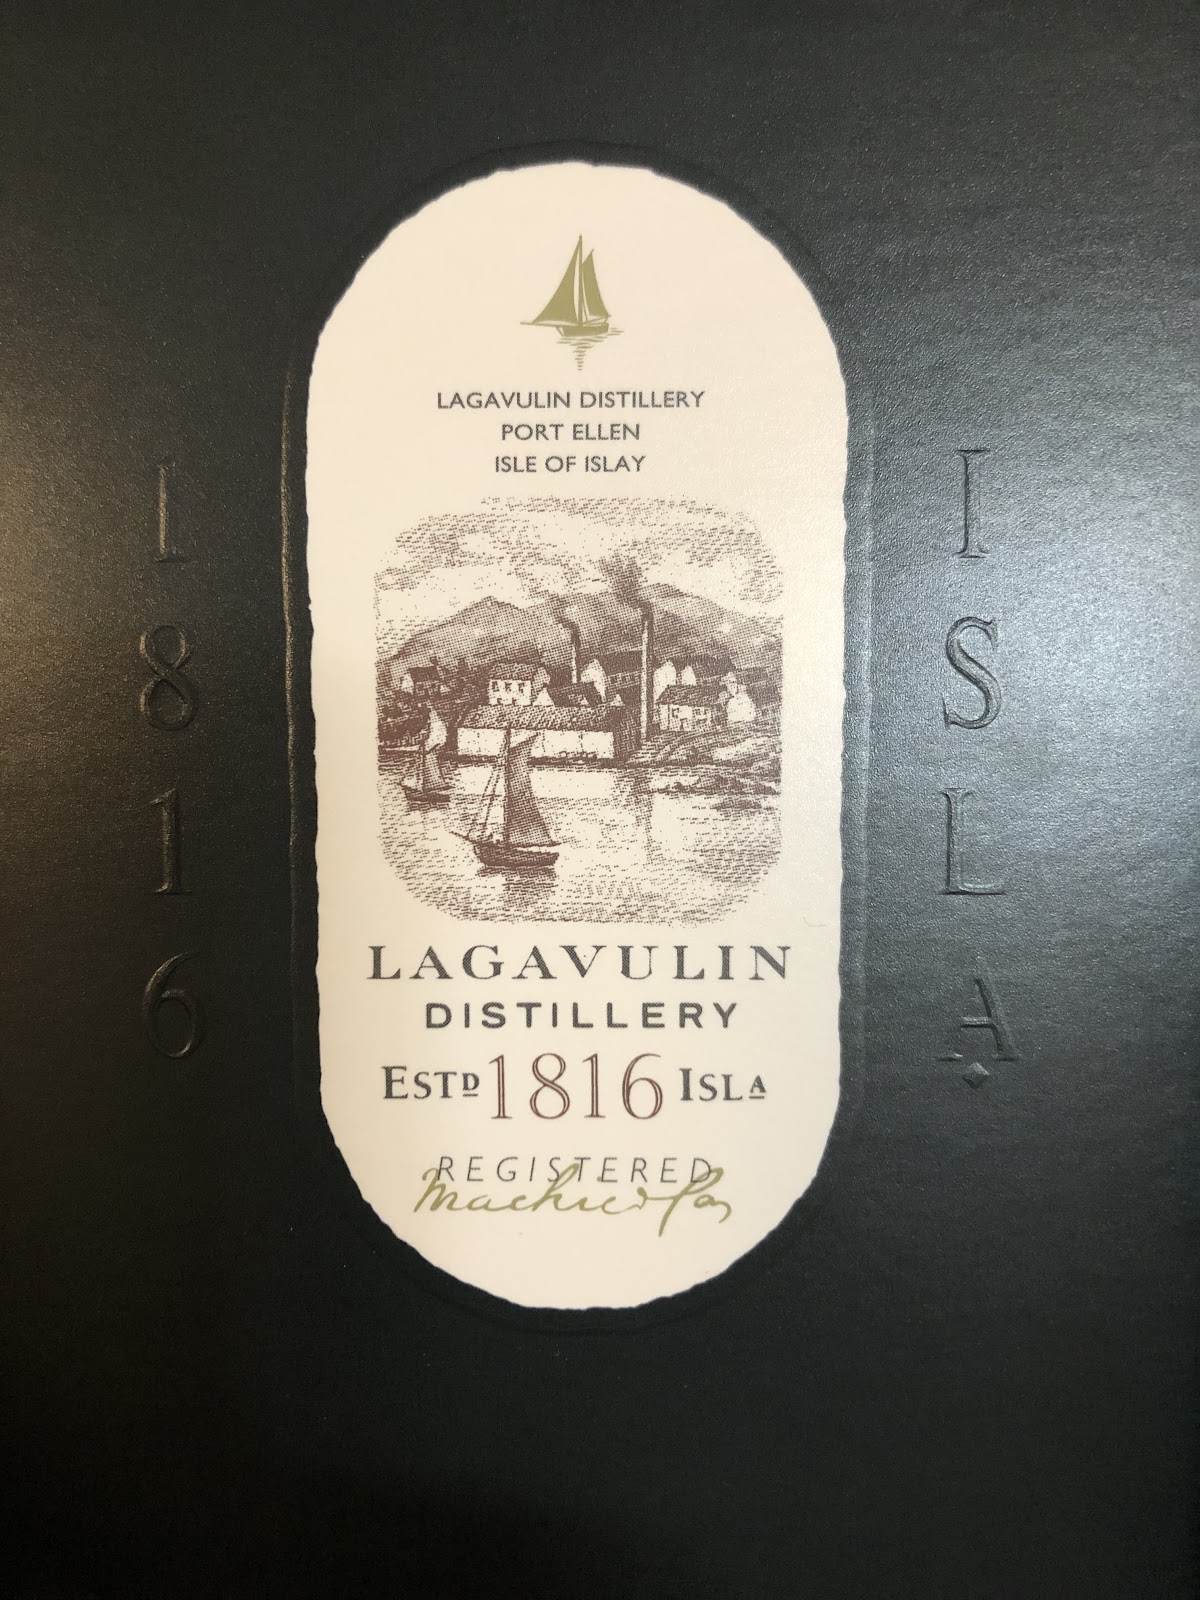 LAGAVULIN DISTILLERY
PORT ELLEN
ISLE OF ISLAY
LAGAVULIN
DISTILLERY
ESTD 1816 ISLA
REGISTERED
1816
ISLA